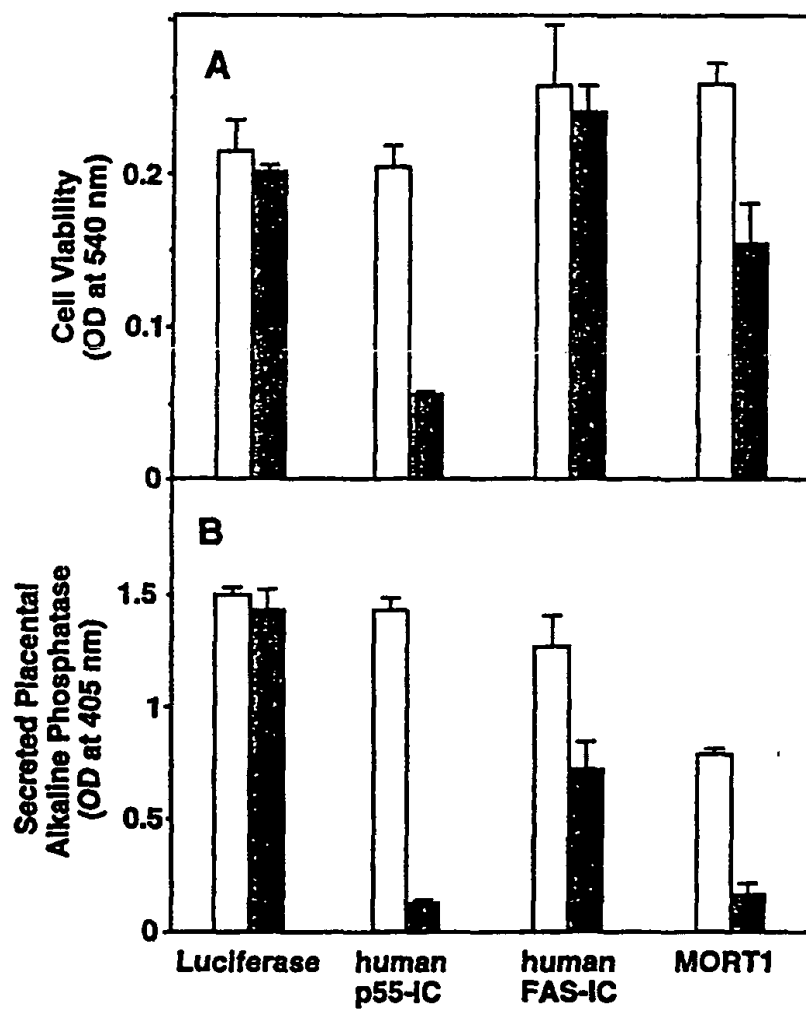 A
Cell Viability
(OD at 540 nm)
0.2
0.1
0
B
Secreted Placental
Alkaline Phosphatase
(OD at 405 nm)
1.5
1
0.5
0
Luciferase
human
p55-IC
human
FAS-IC
MORT1